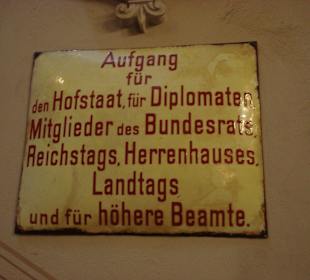 Aufgang
für
den Hofstaat, für Diplomaten,
Mitglieder des Bundesrats,
Reichstags, Herrenhauses,
Landtags
und für höhere Beamte.